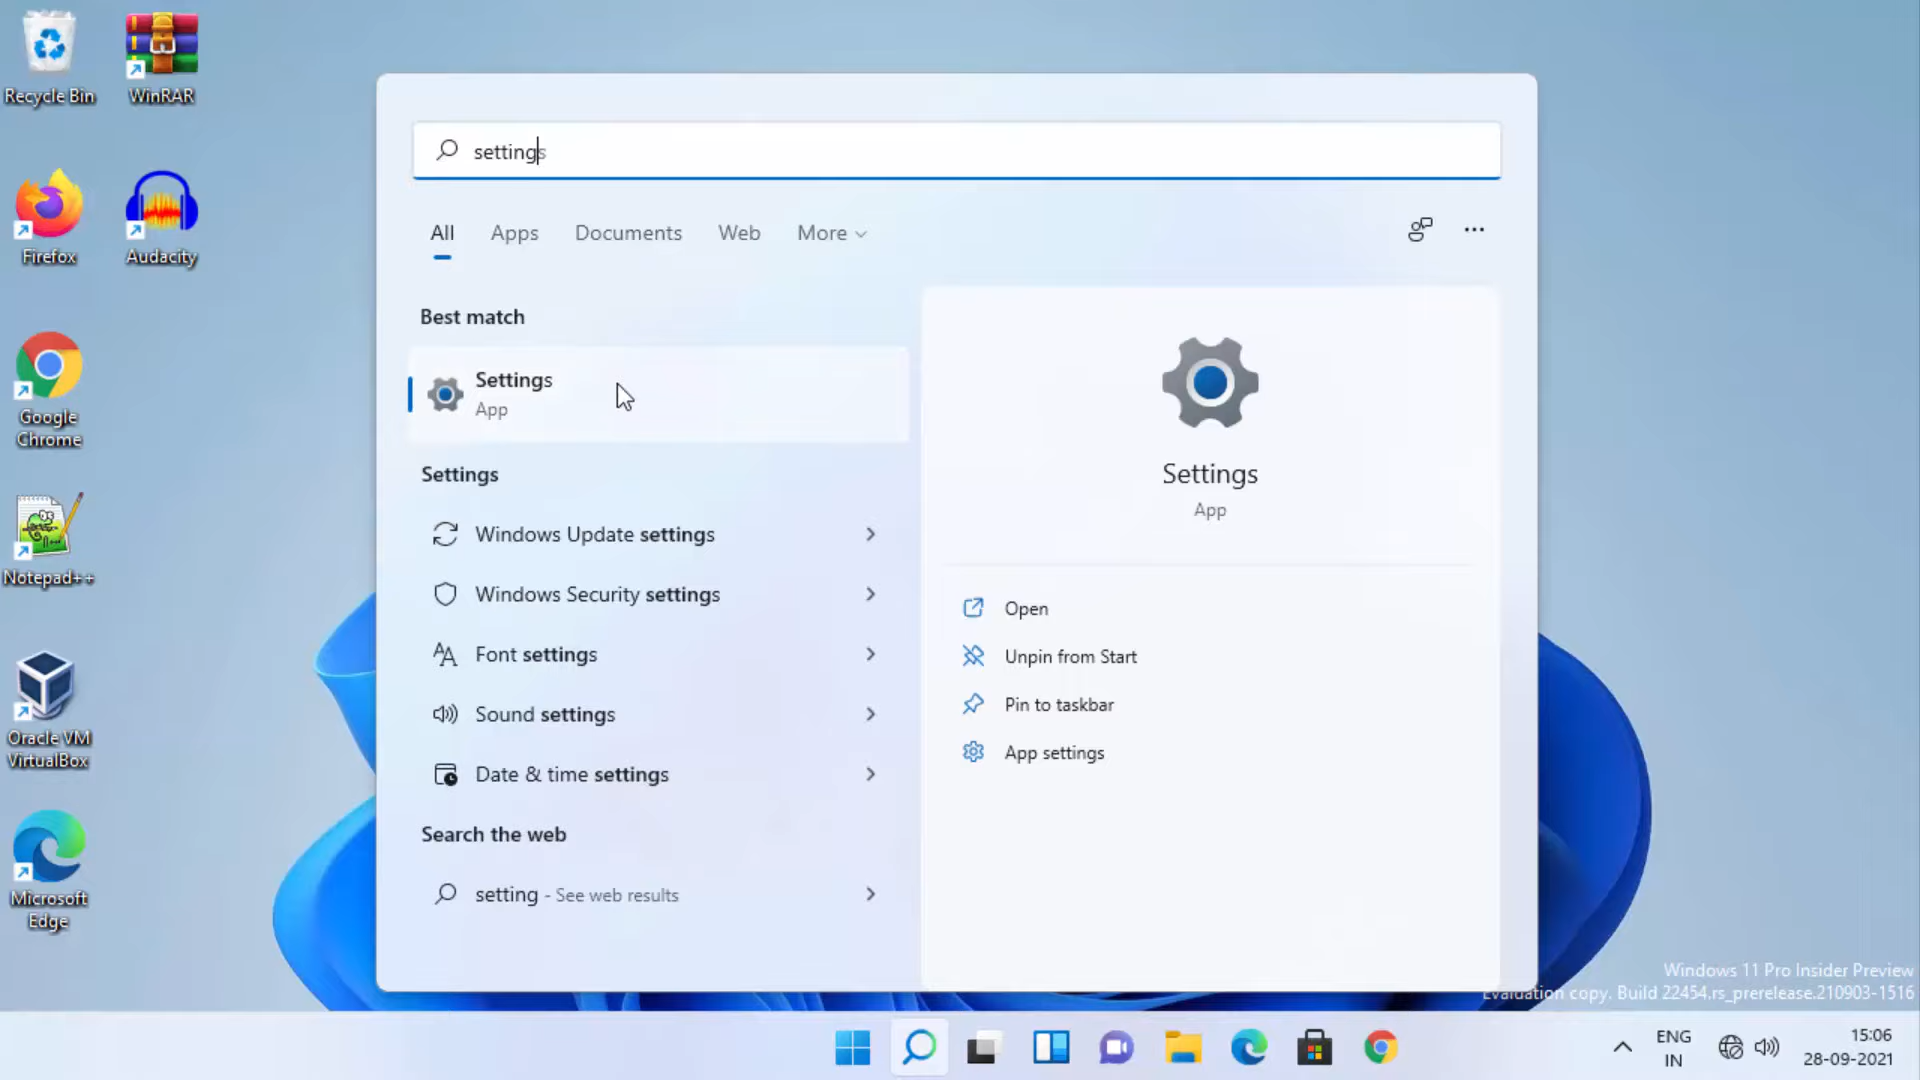 Recycle Bin
WinRAR
Firefox
Audacity
Google
Chrome
Notepad++
Oracle VM
VirtualBox
Microsoft
Edge
settings
All
Apps
Documents
Web
More
Best match
Settings
App
Settings
Windows Update settings
Windows Security settings
Font settings
Sound settings
Date & time settings
Search the web
setting - See web results
Settings
App
Open
Unpin from Start
Pin to taskbar
App settings
Windows 11 Pro Insider Preview
Evaluation copy. Build 22454.rs_prerelease.210903-1516
ENG
IN
15:06
28-09-2021